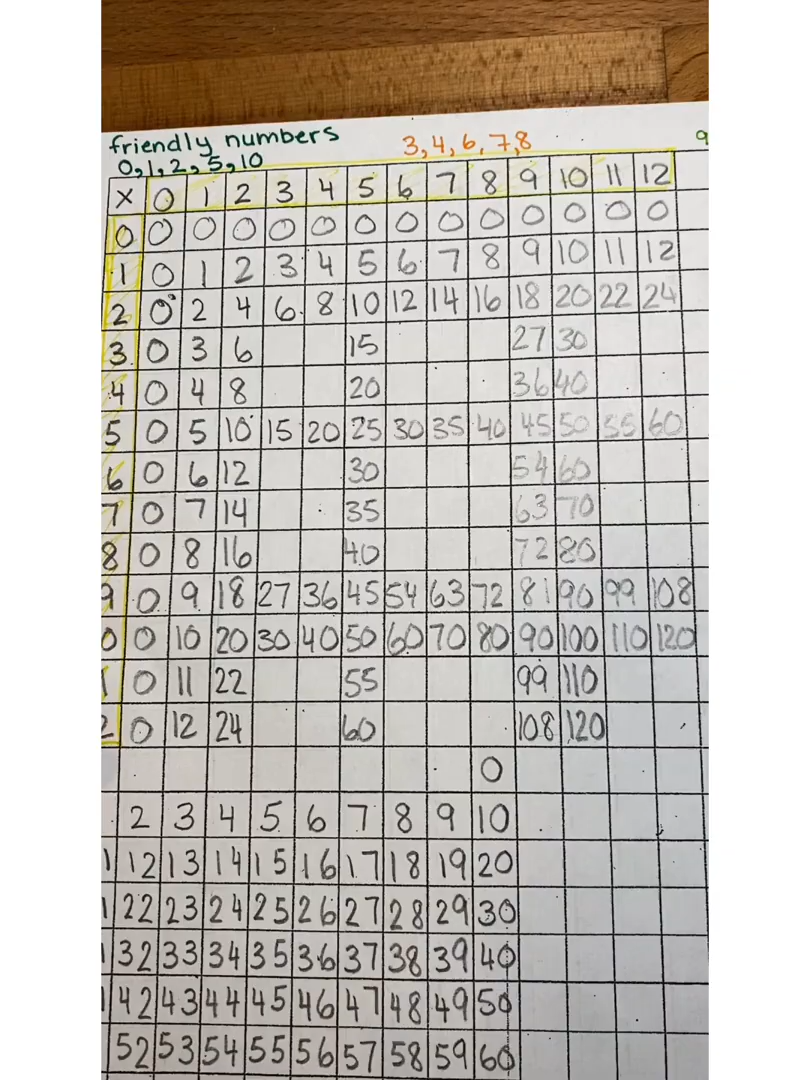 friendly numbers
0,1,2,5,10
3,4,6,7,8
9
X 0 1 2 3 4 5 6 7 8 9 10 11 12
0 0 0 0 0 0 0 0 0 0 0 0 0 0
1 0 1 2 3 4 5 6 7 8 9 10 11 12
2 0 2 4 6 8 10 12 14 16 18 20 22 24
3 0 3 6 15 27 30
4 0 4 8 20 36 40
5 0 5 10 15 20 25 30 35 40 45 50 55 60
6 0 6 12 30 54 60
7 0 7 14 35 63 70
8 0 8 16 40 72 80
9 0 9 18 27 36 45 54 63 72 81 90 99 108
0 0 10 20 30 40 50 60 70 80 90 100 110 120
1 0 11 22 55 99 110
2 0 12 24 60 108 120
0
2 3 4 5 6 7 8 9 10
1 12 13 14 15 16 17 18 19 20
1 22 23 24 25 26 27 28 29 30
1 32 33 34 35 36 37 38 39 40
1 42 43 44 45 46 47 48 49 50
52 53 54 55 56 57 58 59 60